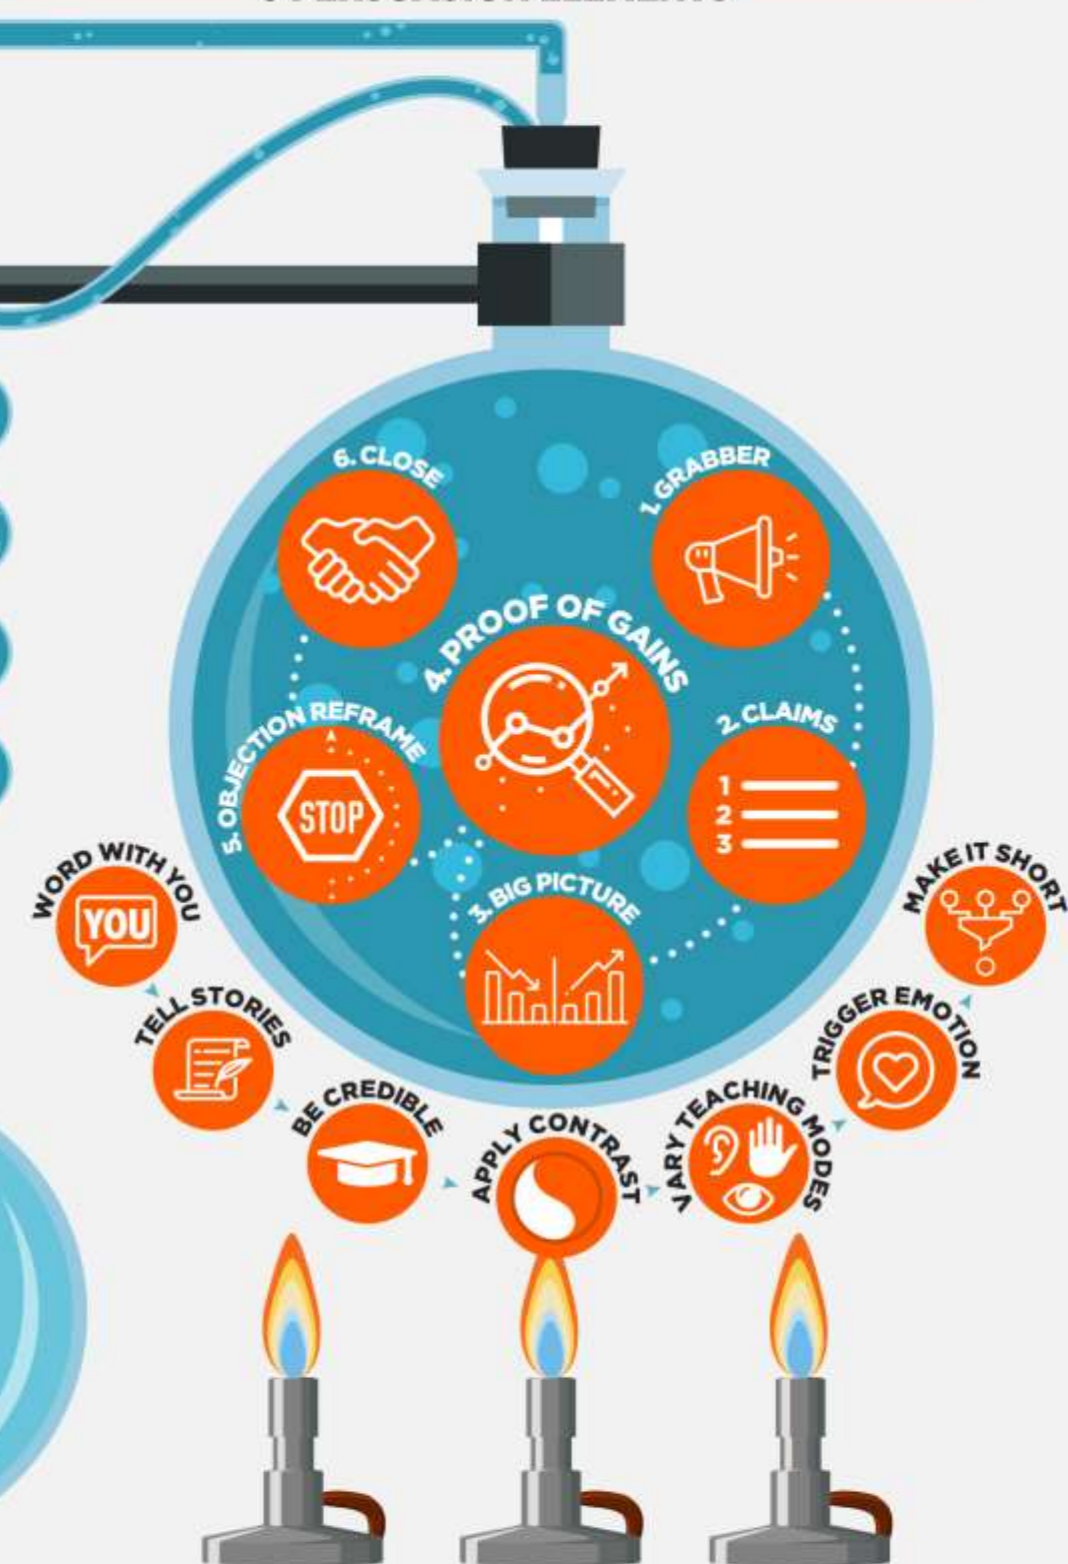 6. CLOSE
1. GRABBER
4. PROOF OF GAINS
5. OBJECTION REFRAME
STOP
2. CLAIMS
1
2
3
3. BIG PICTURE
WORD WITH YOU
YOU
TELL STORIES
BE CREDIBLE
APPLY CONTRAST
VARY TEACHING MODES
TRIGGER EMOTION
MAKE IT SHORT